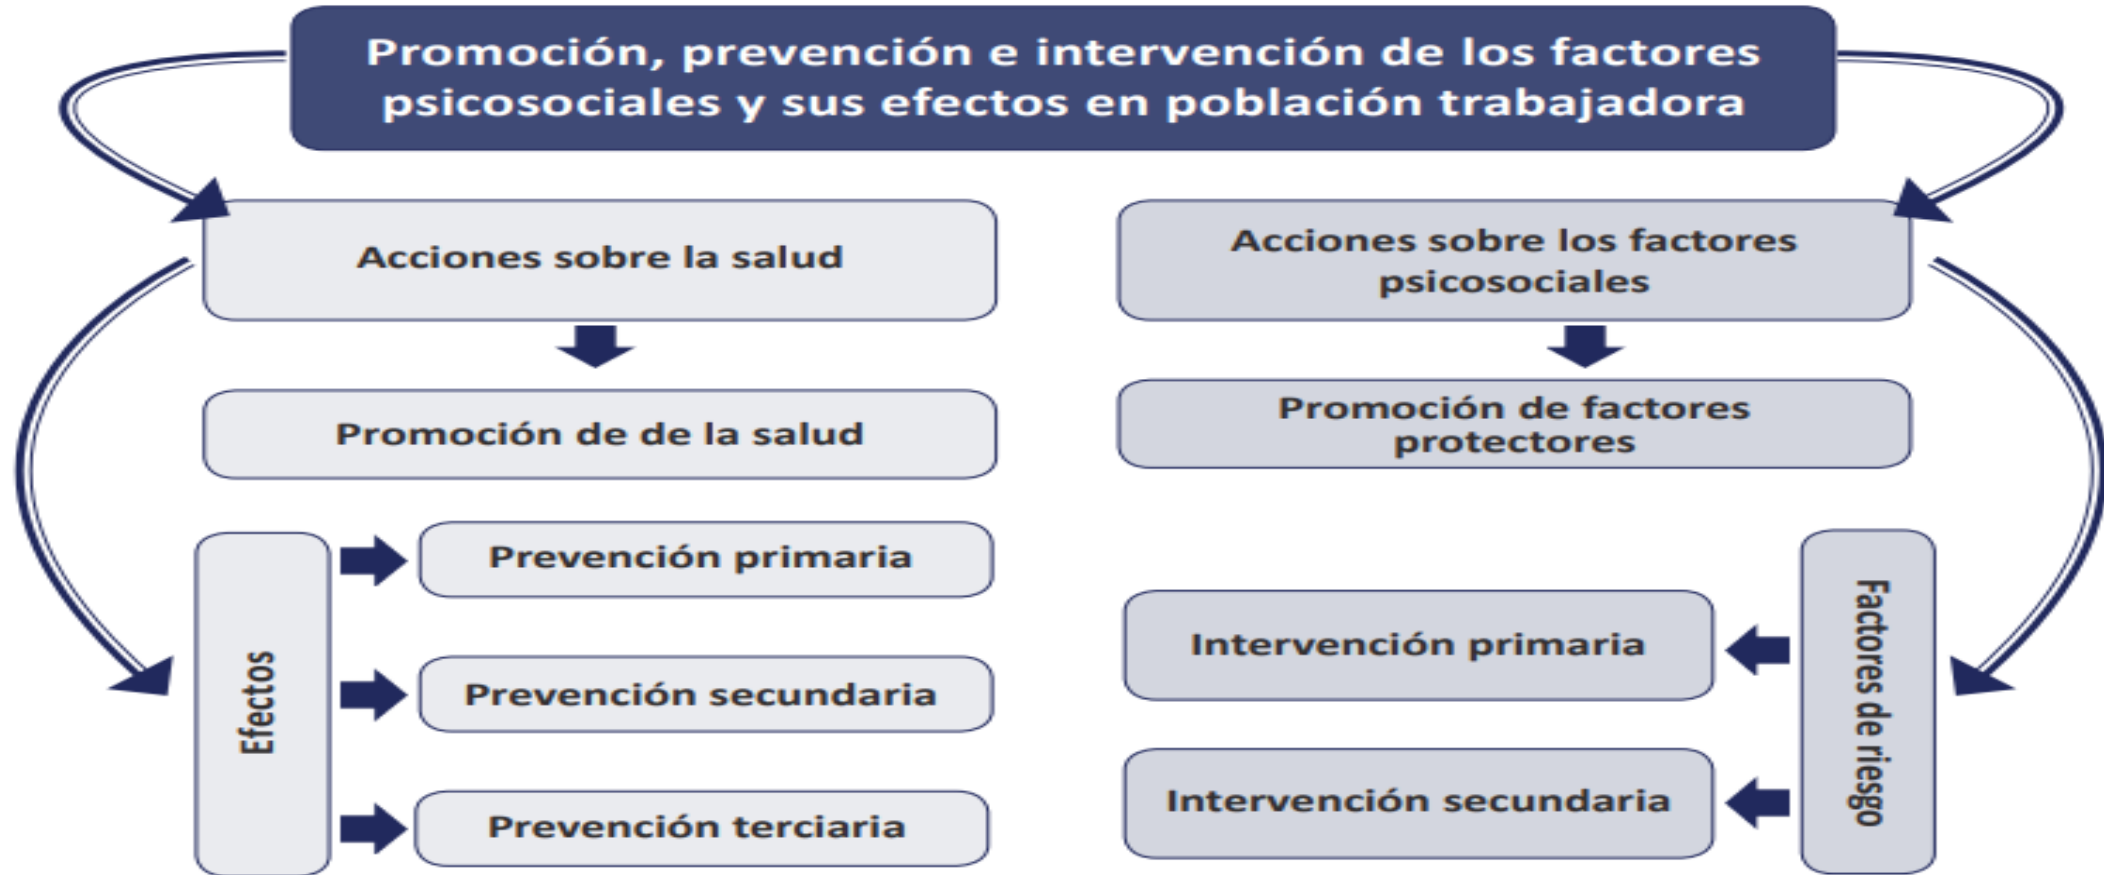 Promoción, prevención e intervención de los factores
psicosociales y sus efectos en población trabajadora
Acciones sobre la salud
Promoción de de la salud
Efectos
Prevención primaria
Prevención secundaria
Prevención terciaria
Acciones sobre los factores
psicosociales
Promoción de factores
protectores
Factores de riesgo
Intervención primaria
Intervención secundaria